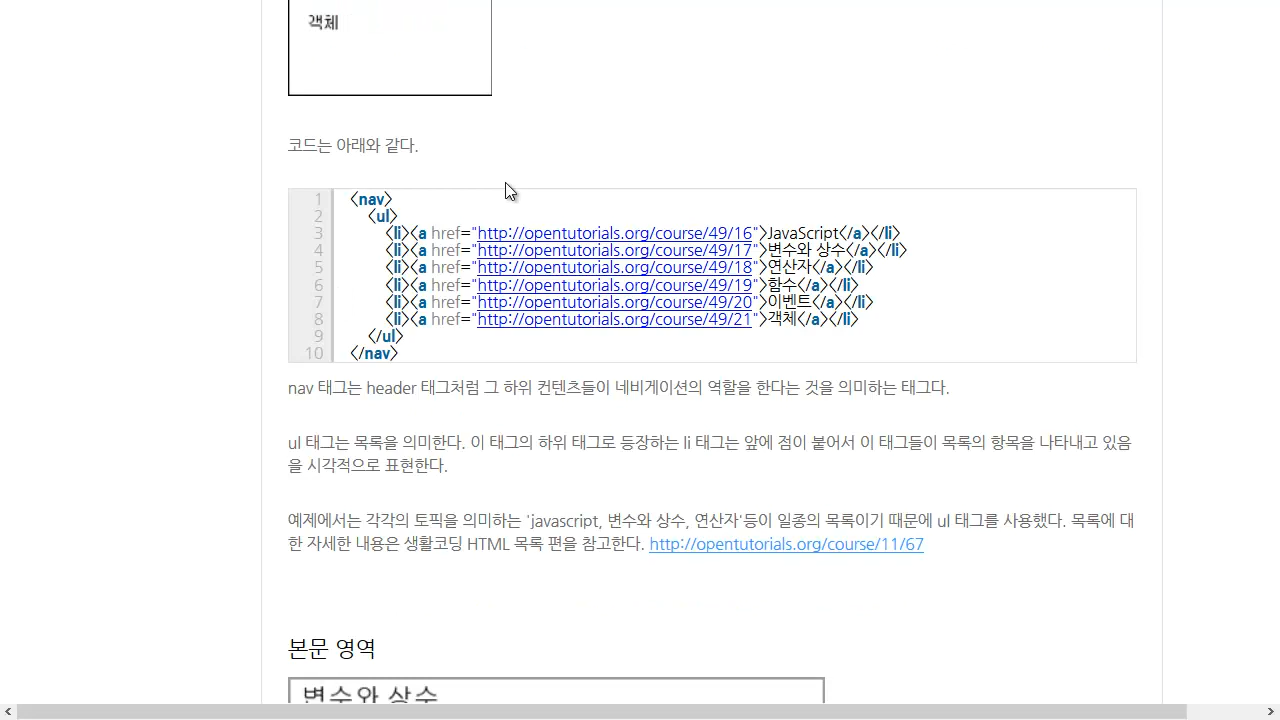 객체
코드는 아래와 같다.
1 <nav>
2 <ul>
3 <li><a href="http://opentutorials.org/course/49/16">JavaScript</a></li>
4 <li><a href="http://opentutorials.org/course/49/17">변수와 상수</a></li>
5 <li><a href="http://opentutorials.org/course/49/18">연산자</a></li>
6 <li><a href="http://opentutorials.org/course/49/19">함수</a></li>
7 <li><a href="http://opentutorials.org/course/49/20">이벤트</a></li>
8 <li><a href="http://opentutorials.org/course/49/21">객체</a></li>
9 </ul>
10 </nav>
nav 태그는 header 태그처럼 그 하위 컨텐츠들이 네비게이션의 역할을 한다는 것을 의미하는 태그다.
ul 태그는 목록을 의미한다. 이 태그의 하위 태그로 등장하는 li 태그는 앞에 점이 붙어서 이 태그들이 목록의 항목을 나타내고 있음
을 시각적으로 표현한다.
예제에서는 각각의 토픽을 의미하는 'javascript, 변수와 상수, 연산자'등이 일종의 목록이기 때문에 ul 태그를 사용했다. 목록에 대
한 자세한 내용은 생활코딩 HTML 목록 편을 참고한다. http://opentutorials.org/course/11/67
본문 영역
변수와 상수